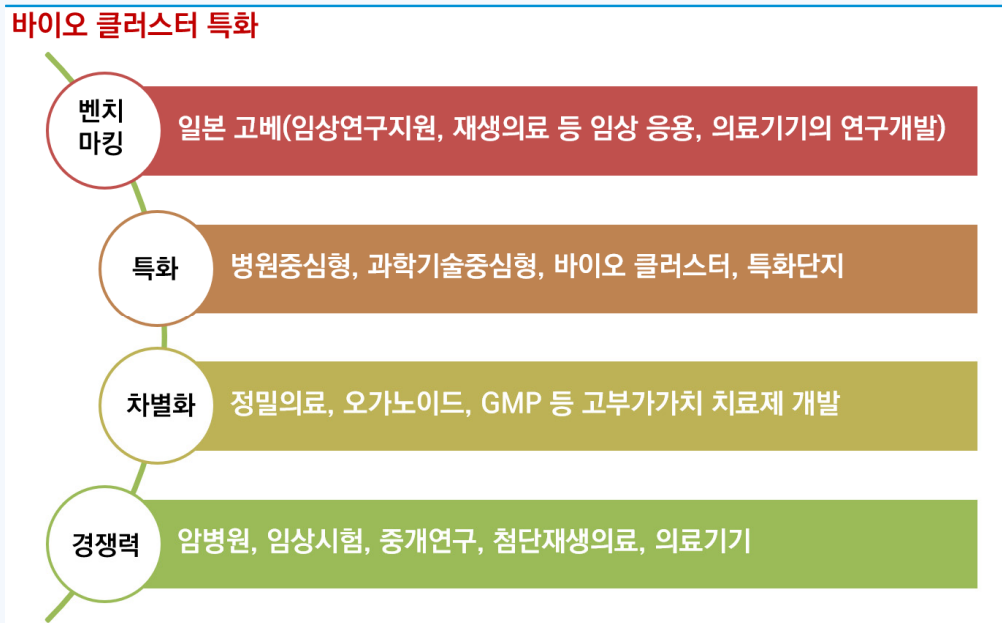 바이오 클러스터 특화
벤치
마킹
일본 고베(임상연구지원, 재생의료 등 임상 응용, 의료기기의 연구개발)
특화
병원중심형, 과학기술중심형, 바이오 클러스터, 특화단지
차별화
정밀의료, 오가노이드, GMP 등 고부가가치 치료제 개발
경쟁력
암병원, 임상시험, 중개연구, 첨단재생의료, 의료기기